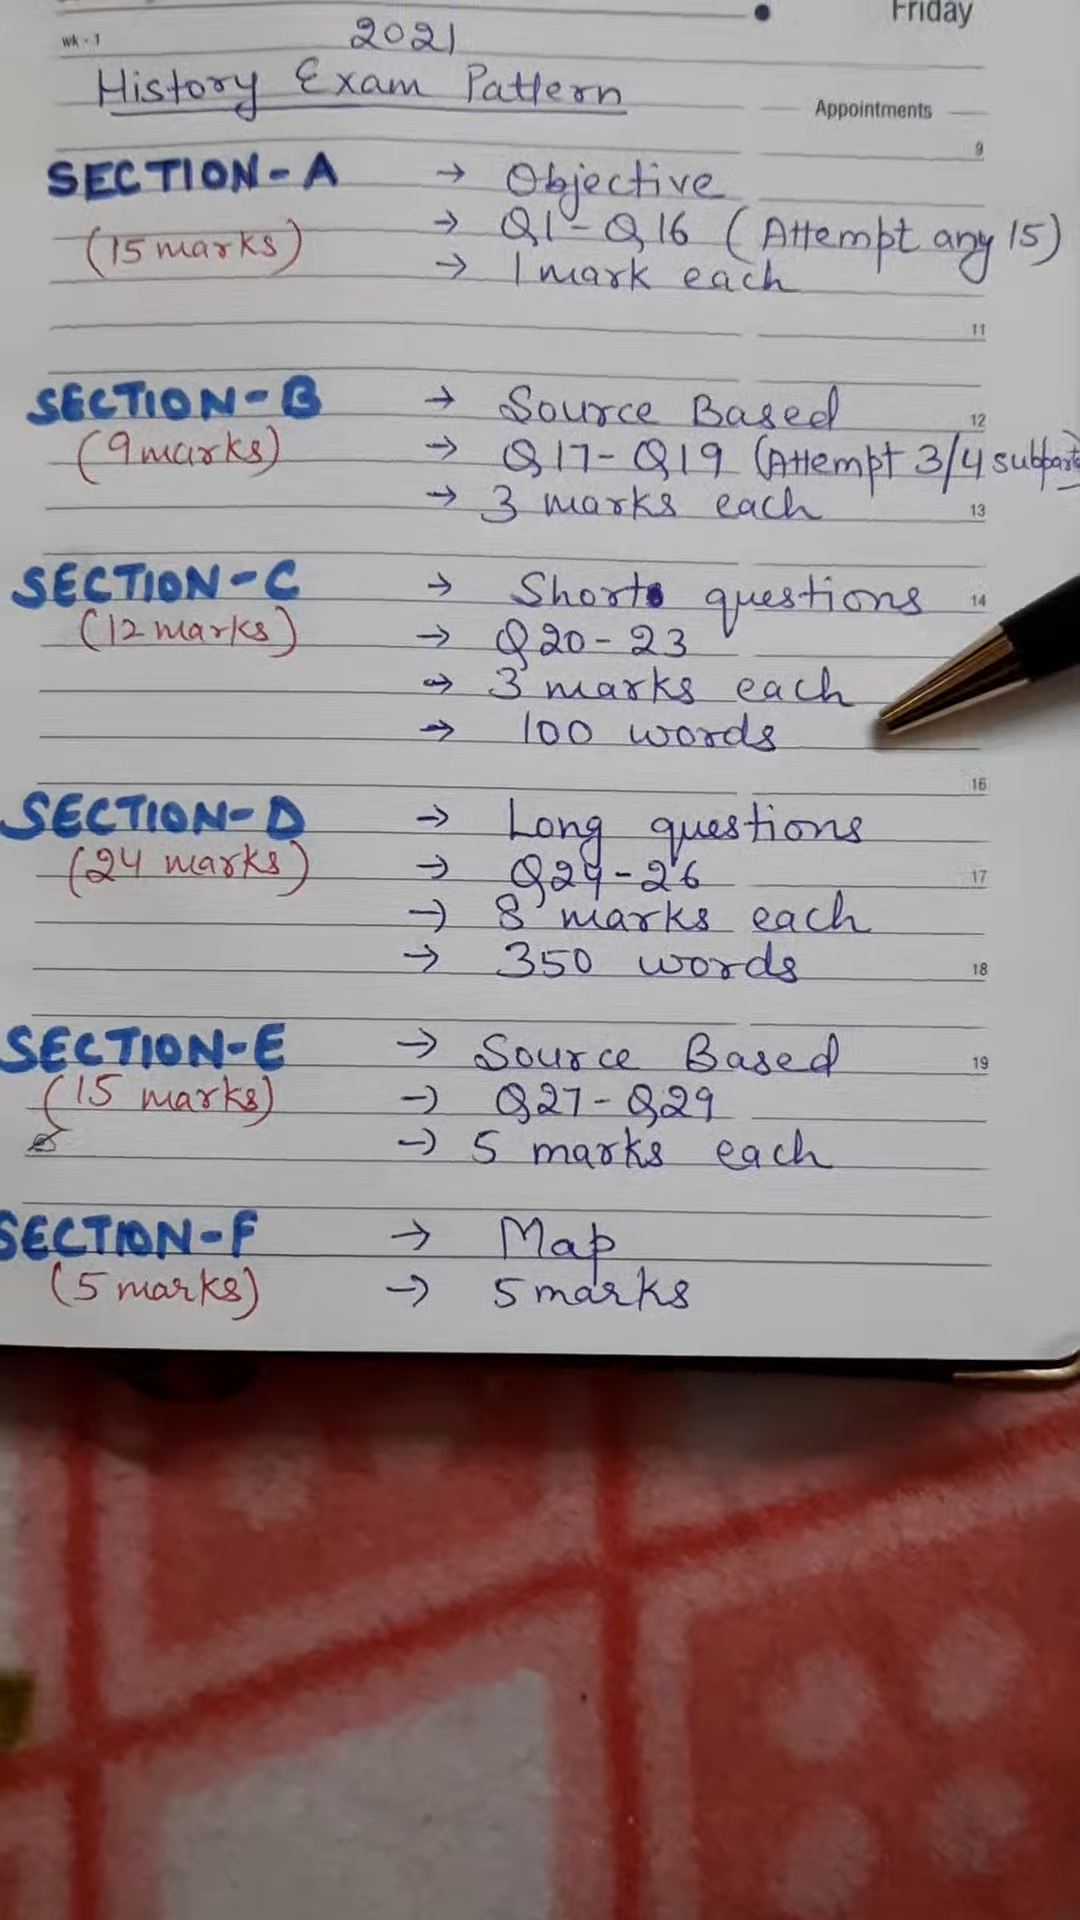 Friday
wk - 1
2021
History Exam Pattern
Appointments
9
SECTION-A → Objective
(15 marks) → Q1-Q16 (Attempt any 15)
→ 1 mark each
11
SECTION-B → Source Based
12
(9 marks) → Q17-Q19 (Attempt 3/4 subparts)
→ 3 marks each
13
SECTION-C → Short questions
14
(12 marks) → Q20-23
→ 3 marks each
→ 100 words
16
SECTION-D → Long questions
(24 marks) → Q24-26
17
→ 8 marks each
→ 350 words
18
SECTION-E → Source Based
19
(15 marks) → Q27-Q29
→ 5 marks each
SECTION-F → Map
(5 marks) → 5 marks